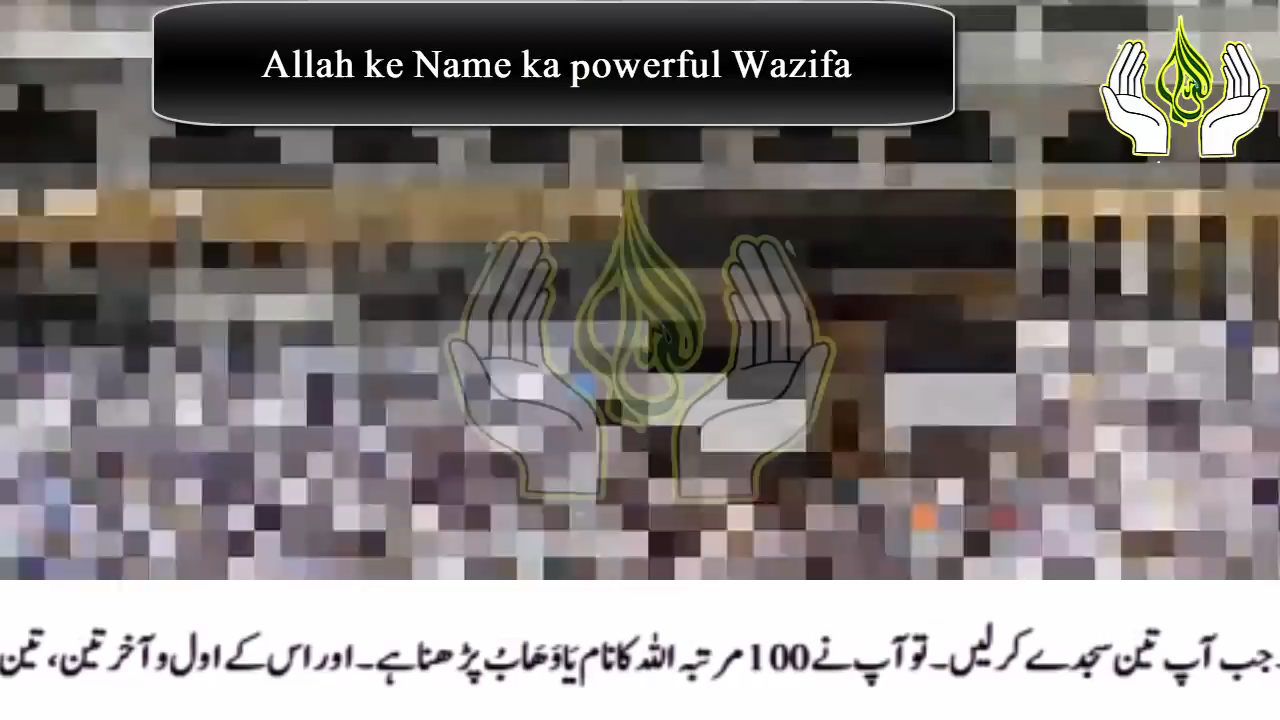 Allah ke Name ka powerful Wazifa
جب آپ تین سجدے کر لیں۔ تو آپ نے 100 مرتبہ اللہ کا نام یَاوَھَابُ پڑھنا ہے۔ اور اس کے اول و آخر تین، تین